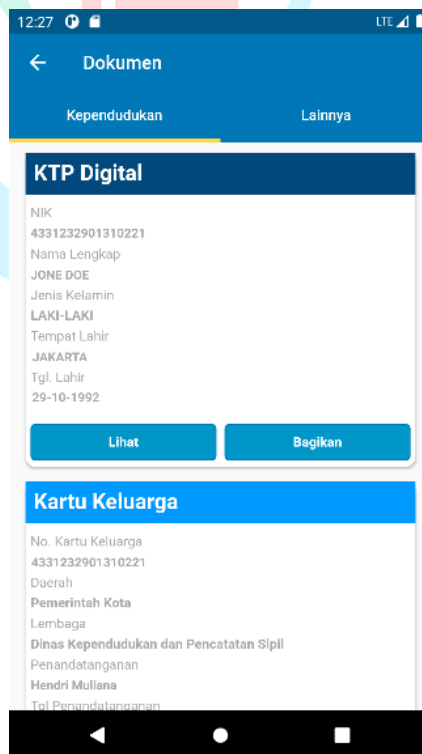 12:27 LTE
Dokumen
Kependudukan Lainnya
KTP Digital
NIK
4331232901310221
Nama Lengkap
JONE DOE
Jenis Kelamin
LAKI-LAKI
Tempat Lahir
JAKARTA
Tgl. Lahir
29-10-1992
Lihat Bagikan
Kartu Keluarga
No. Kartu Keluarga
4331232901310221
Daerah
Pemerintah Kota
Lembaga
Dinas Kependudukan dan Pencatatan Sipil
Penandatanganan
Hendri Muliana
Tgl Penandatanganan